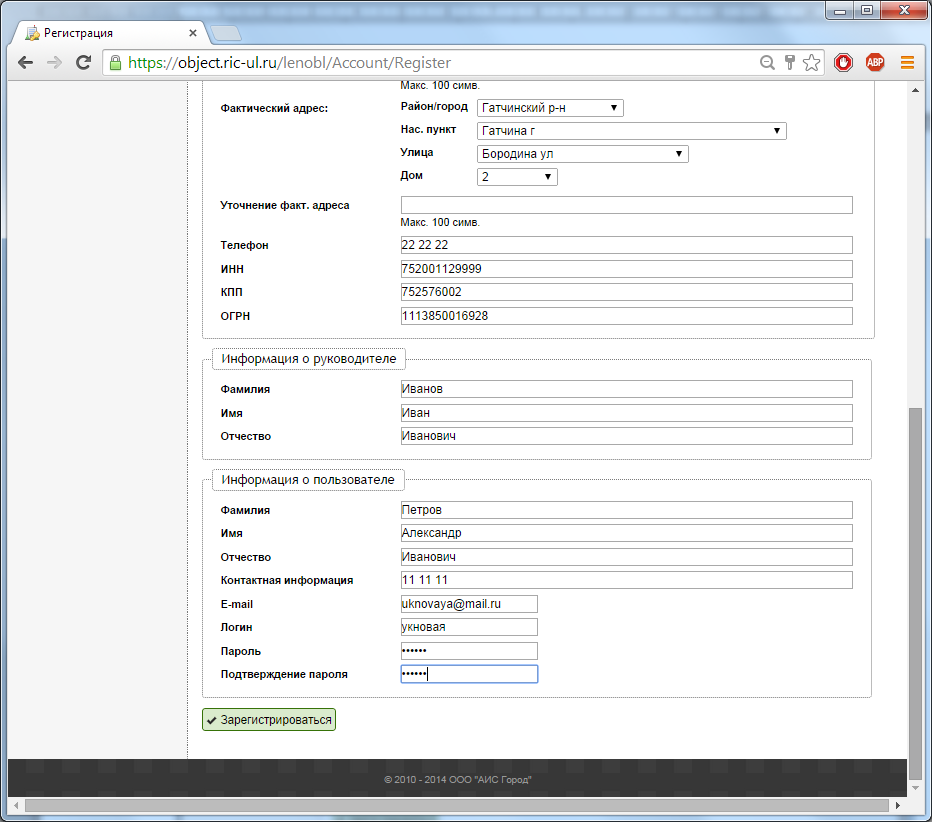 Регистрация
https://object.ric-ul.ru/lenobl/Account/Register
ABP
Макс. 100 симв.
Фактический адрес:
Район/город Гатчинский р-н
Нас. пункт Гатчина г
Улица Бородина ул
Дом 2
Уточнение факт. адреса
Макс. 100 симв.
Телефон 22 22 22
ИНН 752001129999
КПП 752576002
ОГРН 1113850016928
Информация о руководителе
Фамилия Иванов
Имя Иван
Отчество Иванович
Информация о пользователе
Фамилия Петров
Имя Александр
Отчество Иванович
Контактная информация 11 11 11
E-mail uknovaya@mail.ru
Логин укновая
Пароль ••••••
Подтверждение пароля ••••••
Зарегистрироваться
© 2010 - 2014 ООО "АИС Город"